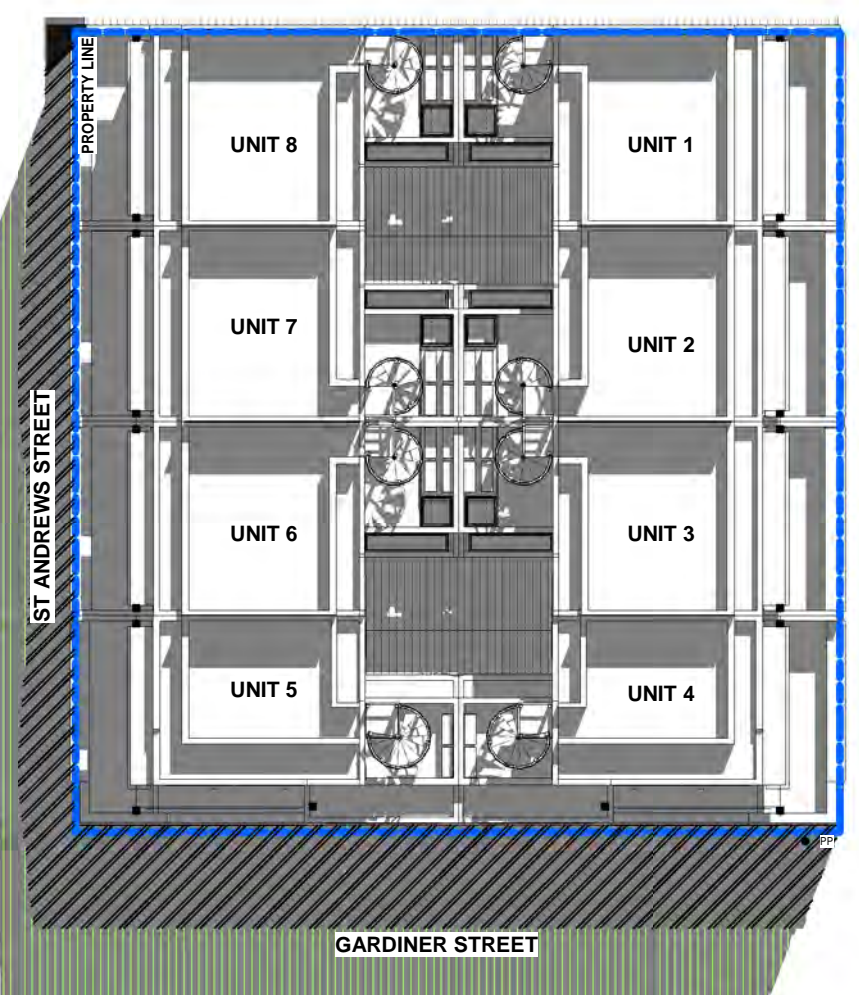 PROPERTY LINE
UNIT 8
UNIT 1
UNIT 7
UNIT 2
ST ANDREWS STREET
UNIT 6
UNIT 3
UNIT 5
UNIT 4
PP
GARDINER STREET